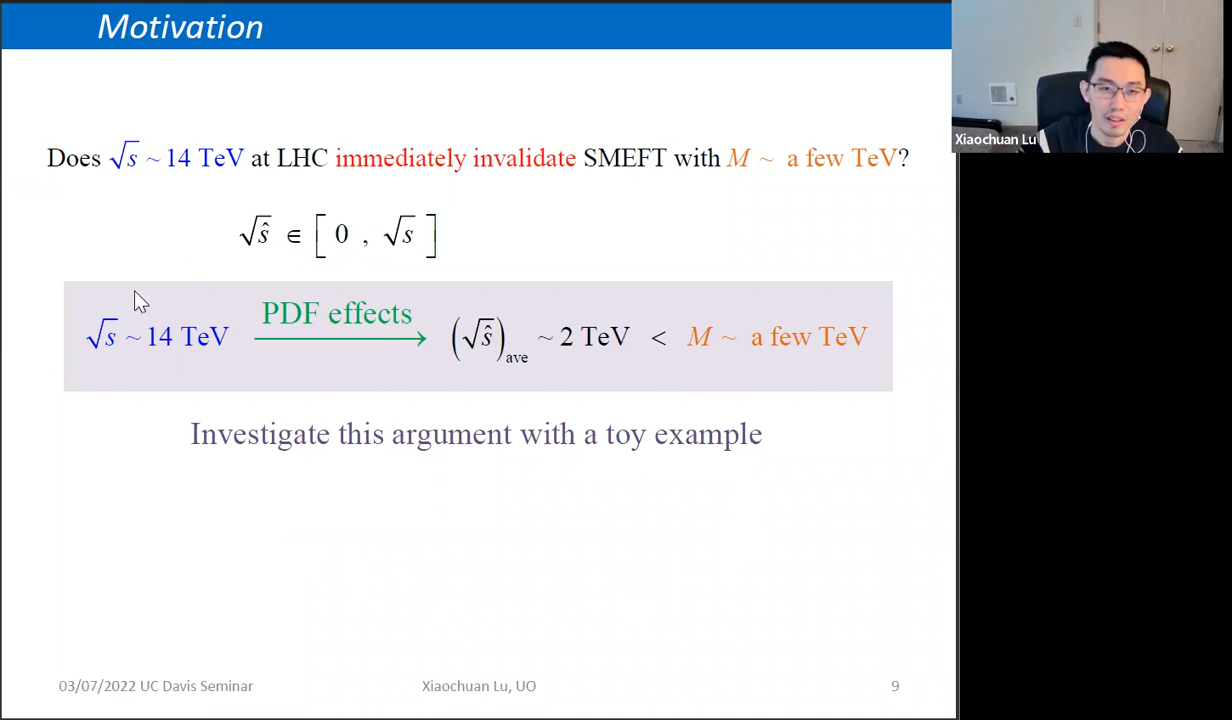 Motivation
Does √s ~ 14 TeV at LHC immediately invalidate SMEFT with M ~ a few TeV?
√ŝ ∈ [ 0 , √s ]
PDF effects
√s ~ 14 TeV ⟶ (√ŝ)ave ~ 2 TeV < M ~ a few TeV
Investigate this argument with a toy example
03/07/2022 UC Davis Seminar
Xiaochuan Lu, UO
9
Xiaochuan Lu